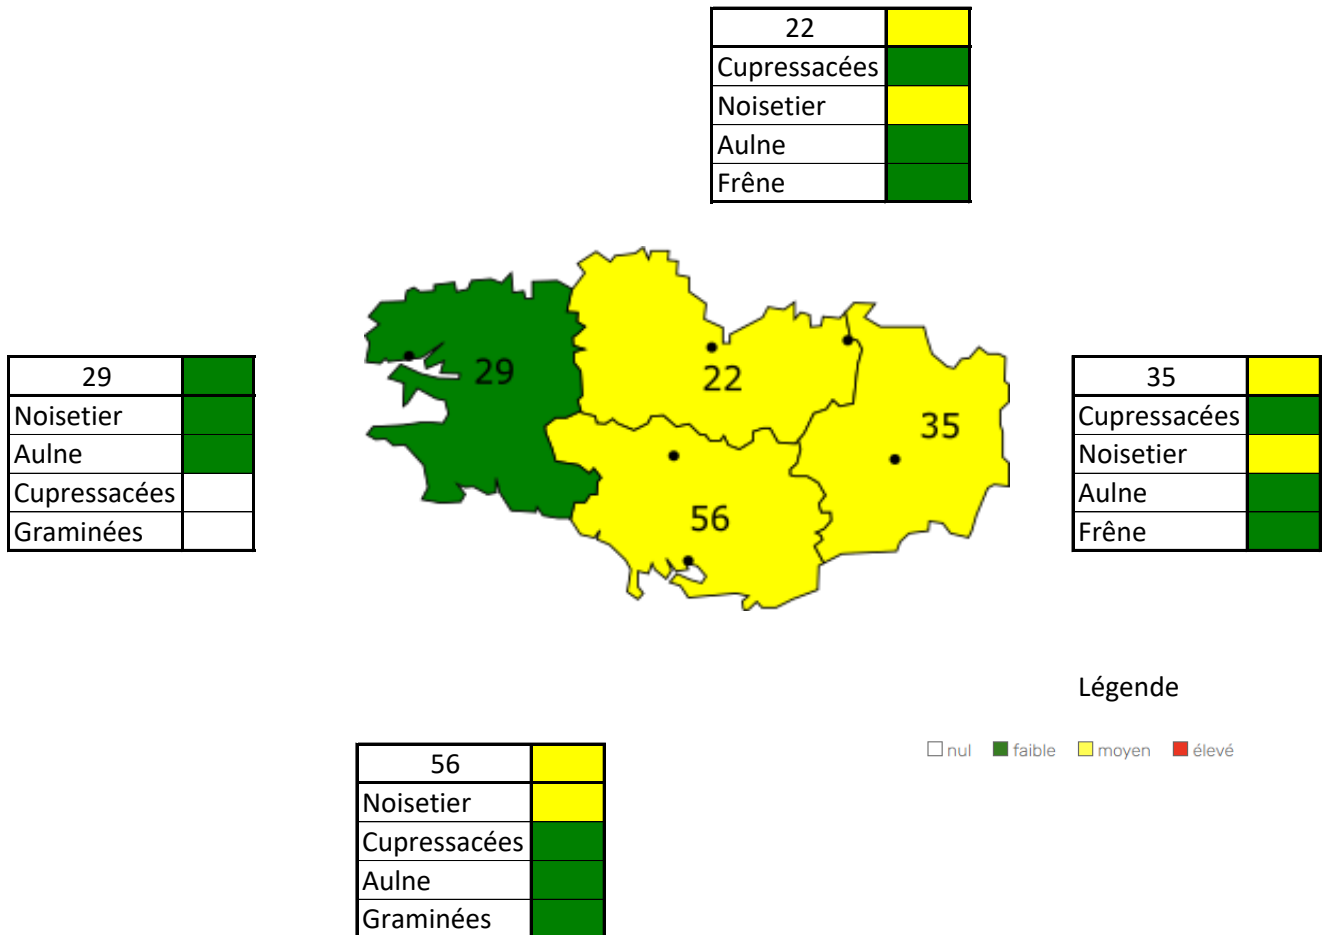 22
Cupressacées
Noisetier
Aulne
Frêne
29
Noisetier
Aulne
Cupressacées
Graminées
29
22
35
56
35
Cupressacées
Noisetier
Aulne
Frêne
Légende
nul faible moyen élevé
56
Noisetier
Cupressacées
Aulne
Graminées